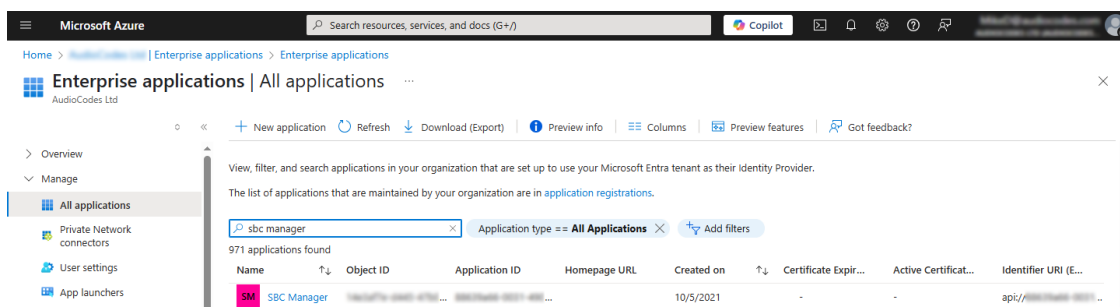 Microsoft Azure
Search resources, services, and docs (G+/)
Copilot
Home > | Enterprise applications > Enterprise applications
Enterprise applications | All applications ...
AudioCodes Ltd
New application Refresh Download (Export) Preview info Columns Preview features Got feedback?
Overview
Manage
All applications
Private Network connectors
User settings
App launchers
View, filter, and search applications in your organization that are set up to use your Microsoft Entra tenant as their Identity Provider.
The list of applications that are maintained by your organization are in application registrations.
sbc manager
Application type == All Applications
Add filters
971 applications found
Name Object ID Application ID Homepage URL Created on Certificate Expir... Active Certificat... Identifier URI (E...
SM SBC Manager ... ... 10/5/2021 - - api:// ...